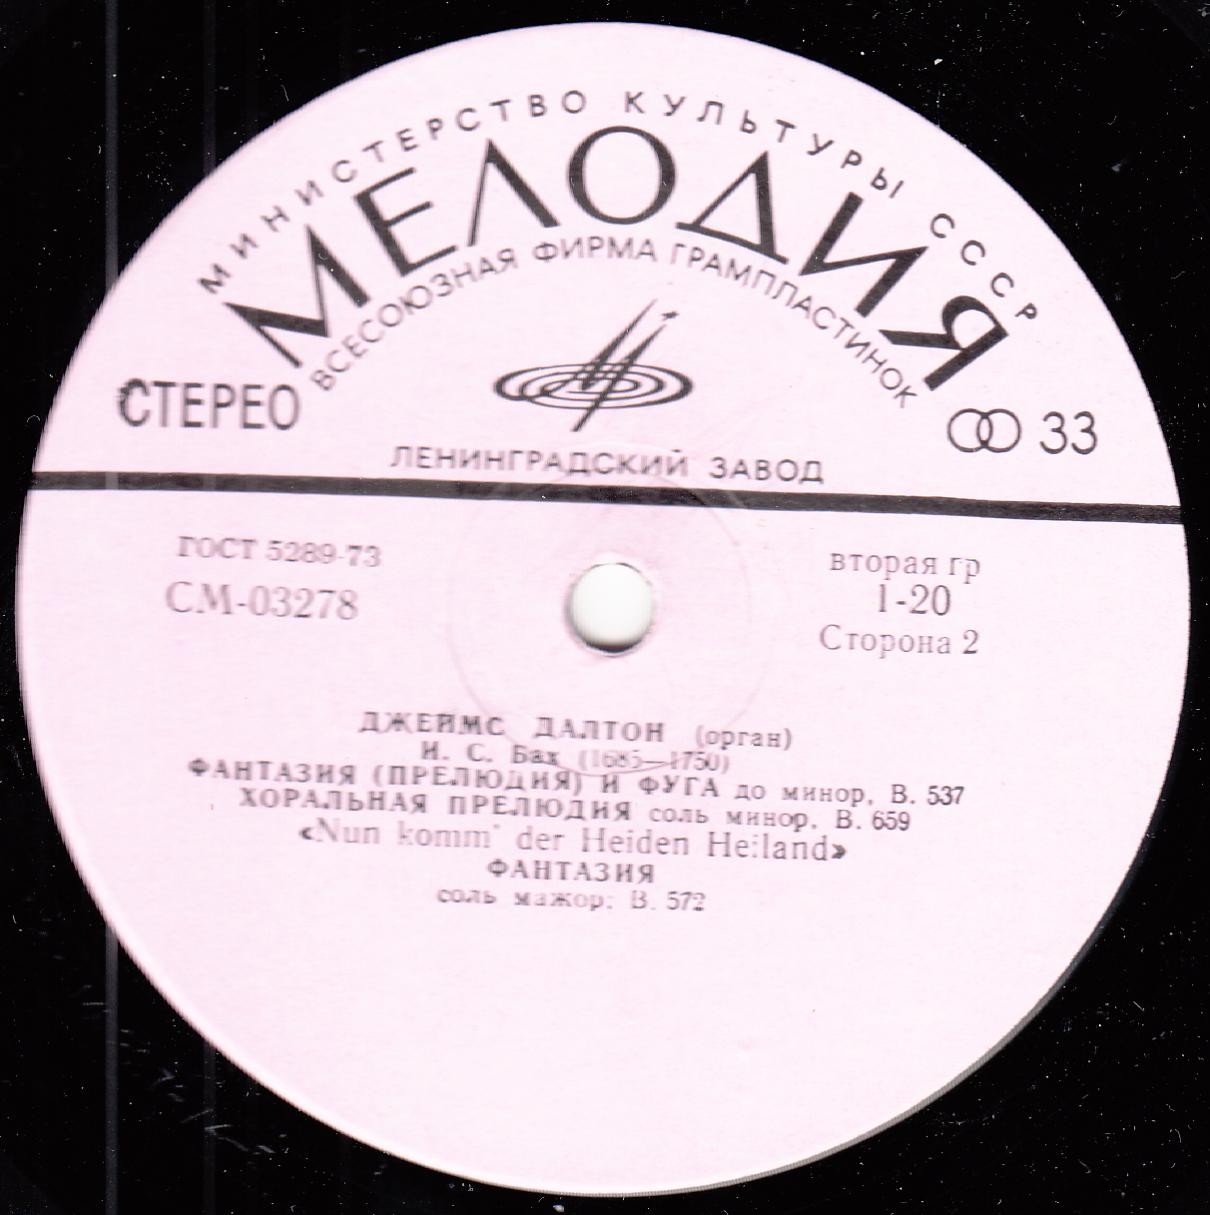 МИНИСТЕРСТВО КУЛЬТУРЫ СССР
МЕЛОДИЯ
ВСЕСОЮЗНАЯ ФИРМА ГРАМПЛАСТИНОК
СТЕРЕО
33
ЛЕНИНГРАДСКИЙ ЗАВОД
ГОСТ 5289-73
СМ-03278
вторая гр
1-20
Сторона 2
ДЖЕЙМС ДАЛТОН (орган)
И. С. Бах (1685—1750)
ФАНТАЗИЯ (ПРЕЛЮДИЯ) И ФУГА до минор, В. 537
ХОРАЛЬНАЯ ПРЕЛЮДИЯ соль минор, В. 659
«Nun komm' der Heiden Heiland»
ФАНТАЗИЯ
соль мажор; В. 572